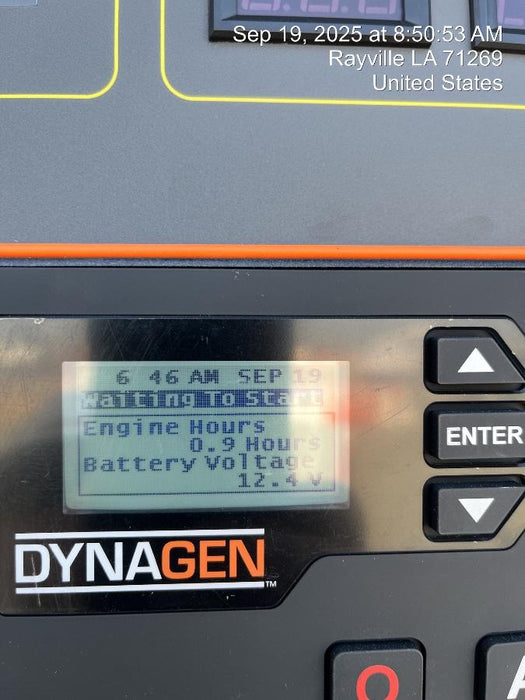 Sep 19, 2025 at 8:50:53 AM
Rayville LA 71269
United States
6 46 AM SEP 19
Waiting To Start
Engine Hours
0.9 Hours
Battery Voltage
12.4 V
ENTER
DYNAGEN™
O